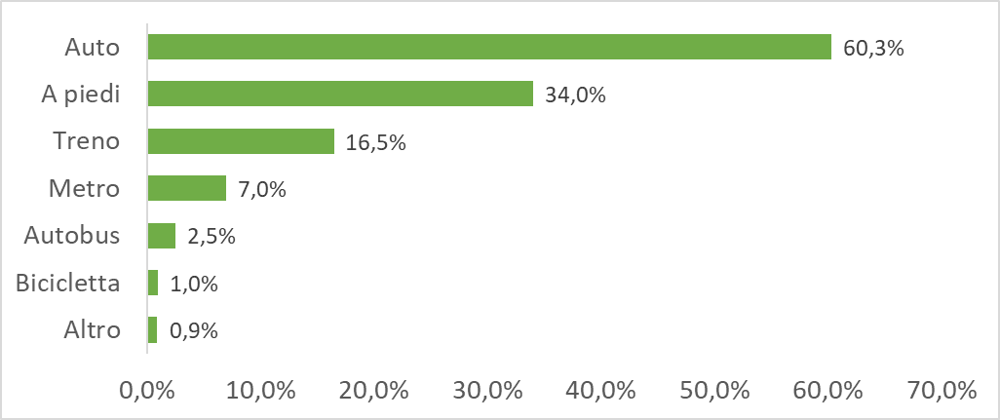 Auto 60,3%
A piedi 34,0%
Treno 16,5%
Metro 7,0%
Autobus 2,5%
Bicicletta 1,0%
Altro 0,9%
0,0% 10,0% 20,0% 30,0% 40,0% 50,0% 60,0% 70,0%